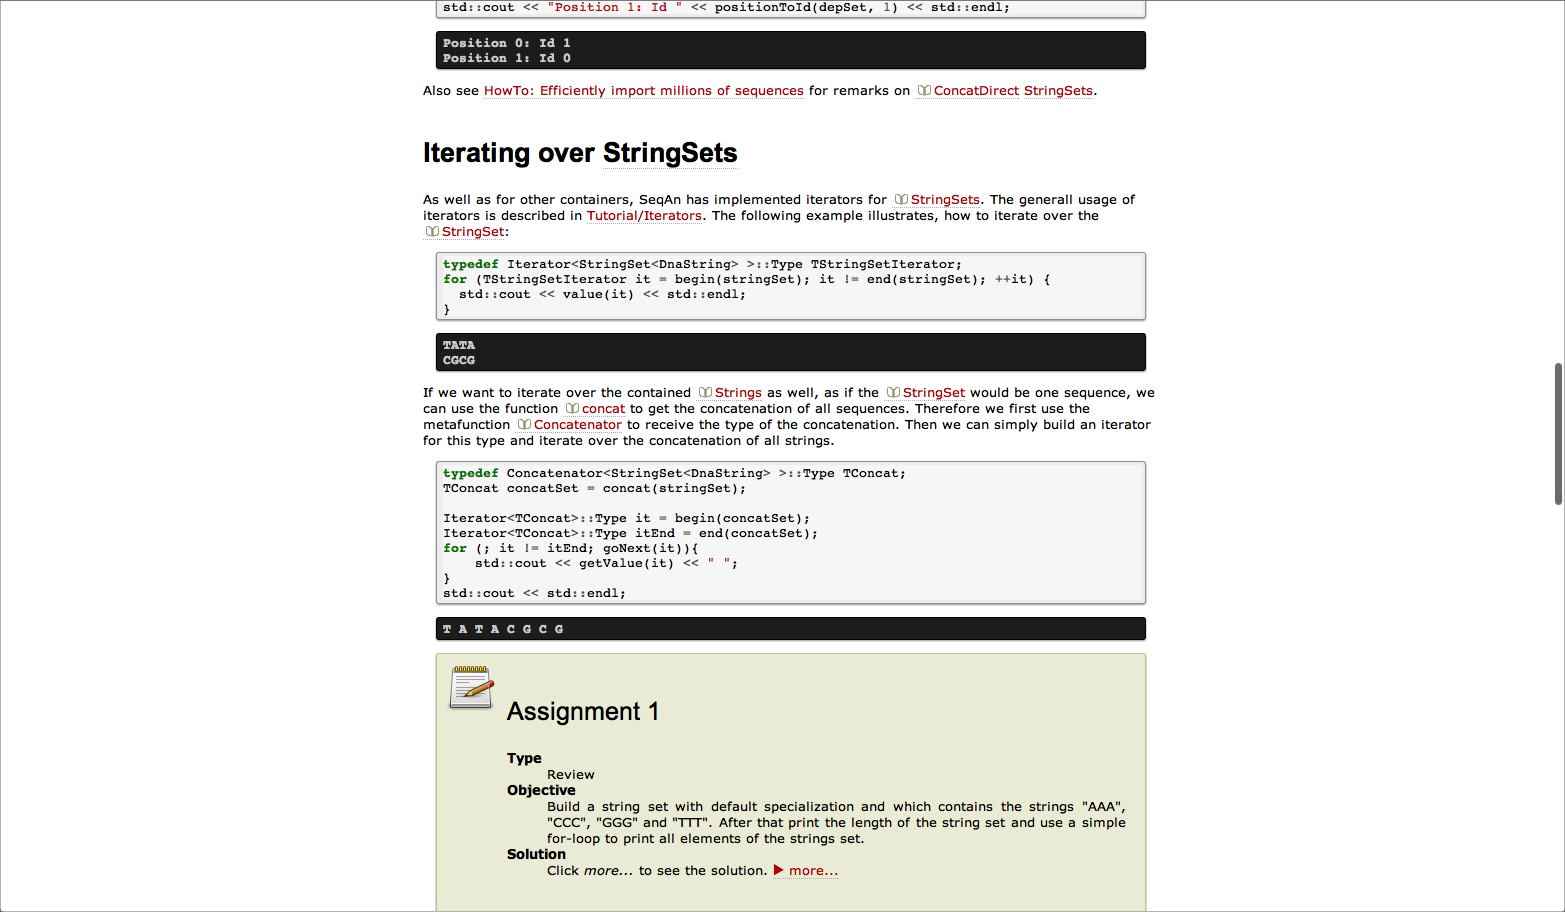 std::cout << "Position 1: Id " << positionToId(depSet, 1) << std::endl;
Position 0: Id 1
Position 1: Id 0
Also see HowTo: Efficiently import millions of sequences for remarks on ConcatDirect StringSets.
Iterating over StringSets
As well as for other containers, SeqAn has implemented iterators for StringSets. The generall usage of
iterators is described in Tutorial/Iterators. The following example illustrates, how to iterate over the
StringSet:
typedef Iterator<StringSet<DnaString> >::Type TStringSetIterator;
for (TStringSetIterator it = begin(stringSet); it != end(stringSet); ++it) {
  std::cout << value(it) << std::endl;
}
TATA
CGCG
If we want to iterate over the contained Strings as well, as if the StringSet would be one sequence, we
can use the function concat to get the concatenation of all sequences. Therefore we first use the
metafunction Concatenator to receive the type of the concatenation. Then we can simply build an iterator
for this type and iterate over the concatenation of all strings.
typedef Concatenator<StringSet<DnaString> >::Type TConcat;
TConcat concatSet = concat(stringSet);
Iterator<TConcat>::Type it = begin(concatSet);
Iterator<TConcat>::Type itEnd = end(concatSet);
for (; it != itEnd; goNext(it)){
    std::cout << getValue(it) << " ";
}
std::cout << std::endl;
T A T A C G C G
Assignment 1
Type
Review
Objective
Build a string set with default specialization and which contains the strings "AAA",
"CCC", "GGG" and "TTT". After that print the length of the string set and use a simple
for-loop to print all elements of the strings set.
Solution
Click more... to see the solution. ▶ more...